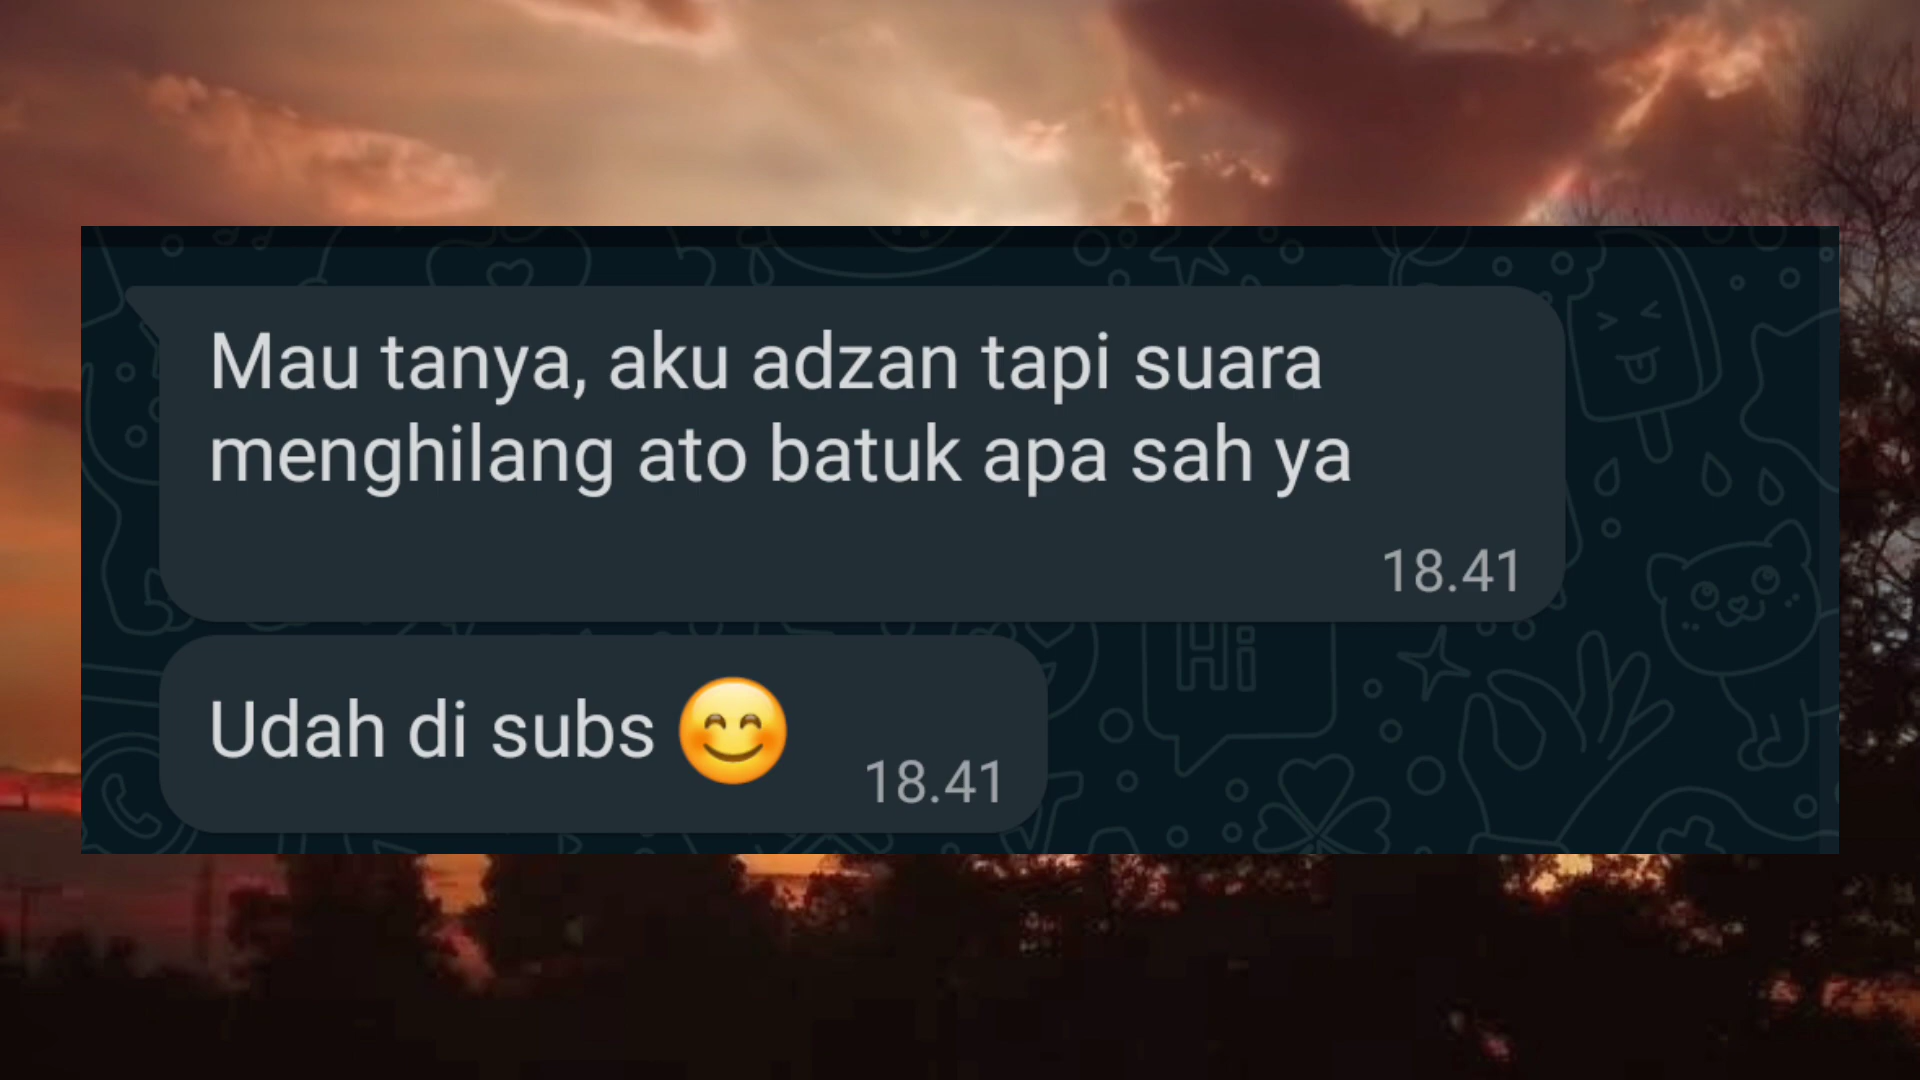 Mau tanya, aku adzan tapi suara
menghilang ato batuk apa sah ya
18.41
Udah di subs 😊
18.41
Hi